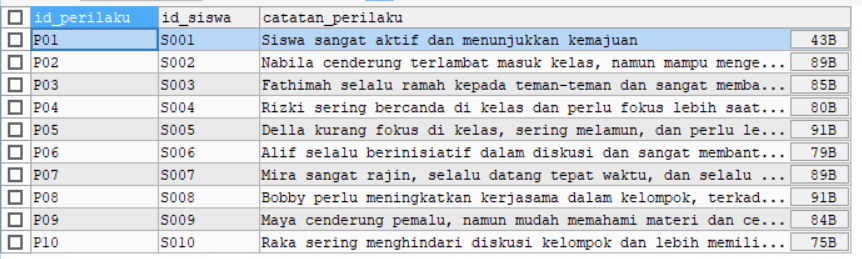 id_perilaku id_siswa catatan_perilaku
P01 S001 Siswa sangat aktif dan menunjukkan kemajuan 43B
P02 S002 Nabila cenderung terlambat masuk kelas, namun mampu menge... 89B
P03 S003 Fathimah selalu ramah kepada teman-teman dan sangat memba... 85B
P04 S004 Rizki sering bercanda di kelas dan perlu fokus lebih saat... 80B
P05 S005 Della kurang fokus di kelas, sering melamun, dan perlu le... 91B
P06 S006 Alif selalu berinisiatif dalam diskusi dan sangat membant... 79B
P07 S007 Mira sangat rajin, selalu datang tepat waktu, dan selalu ... 89B
P08 S008 Bobby perlu meningkatkan kerjasama dalam kelompok, terkad... 91B
P09 S009 Maya cenderung pemalu, namun mudah memahami materi dan ce... 84B
P10 S010 Raka sering menghindari diskusi kelompok dan lebih memili... 75B